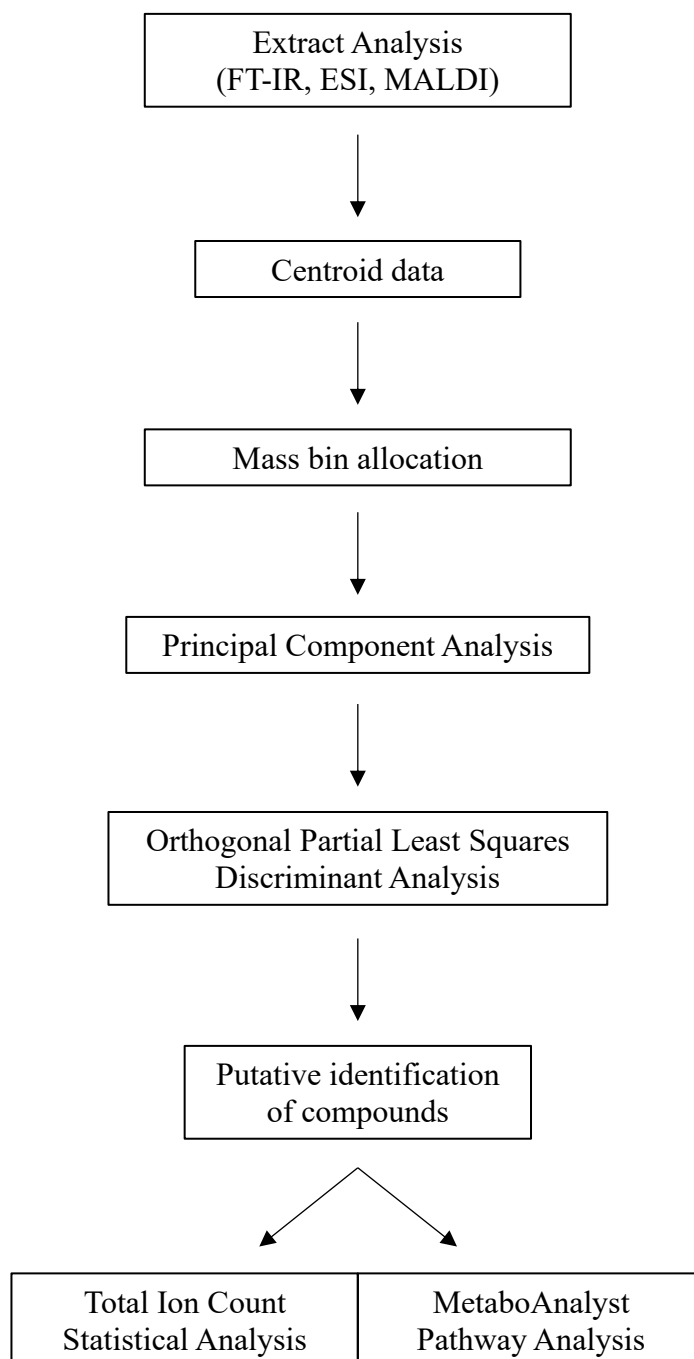 Extract Analysis
(FT-IR, ESI, MALDI)
Centroid data
Mass bin allocation
Principal Component Analysis
Orthogonal Partial Least Squares
Discriminant Analysis
Putative identification
of compounds
Total Ion Count
Statistical Analysis
MetaboAnalyst
Pathway Analysis